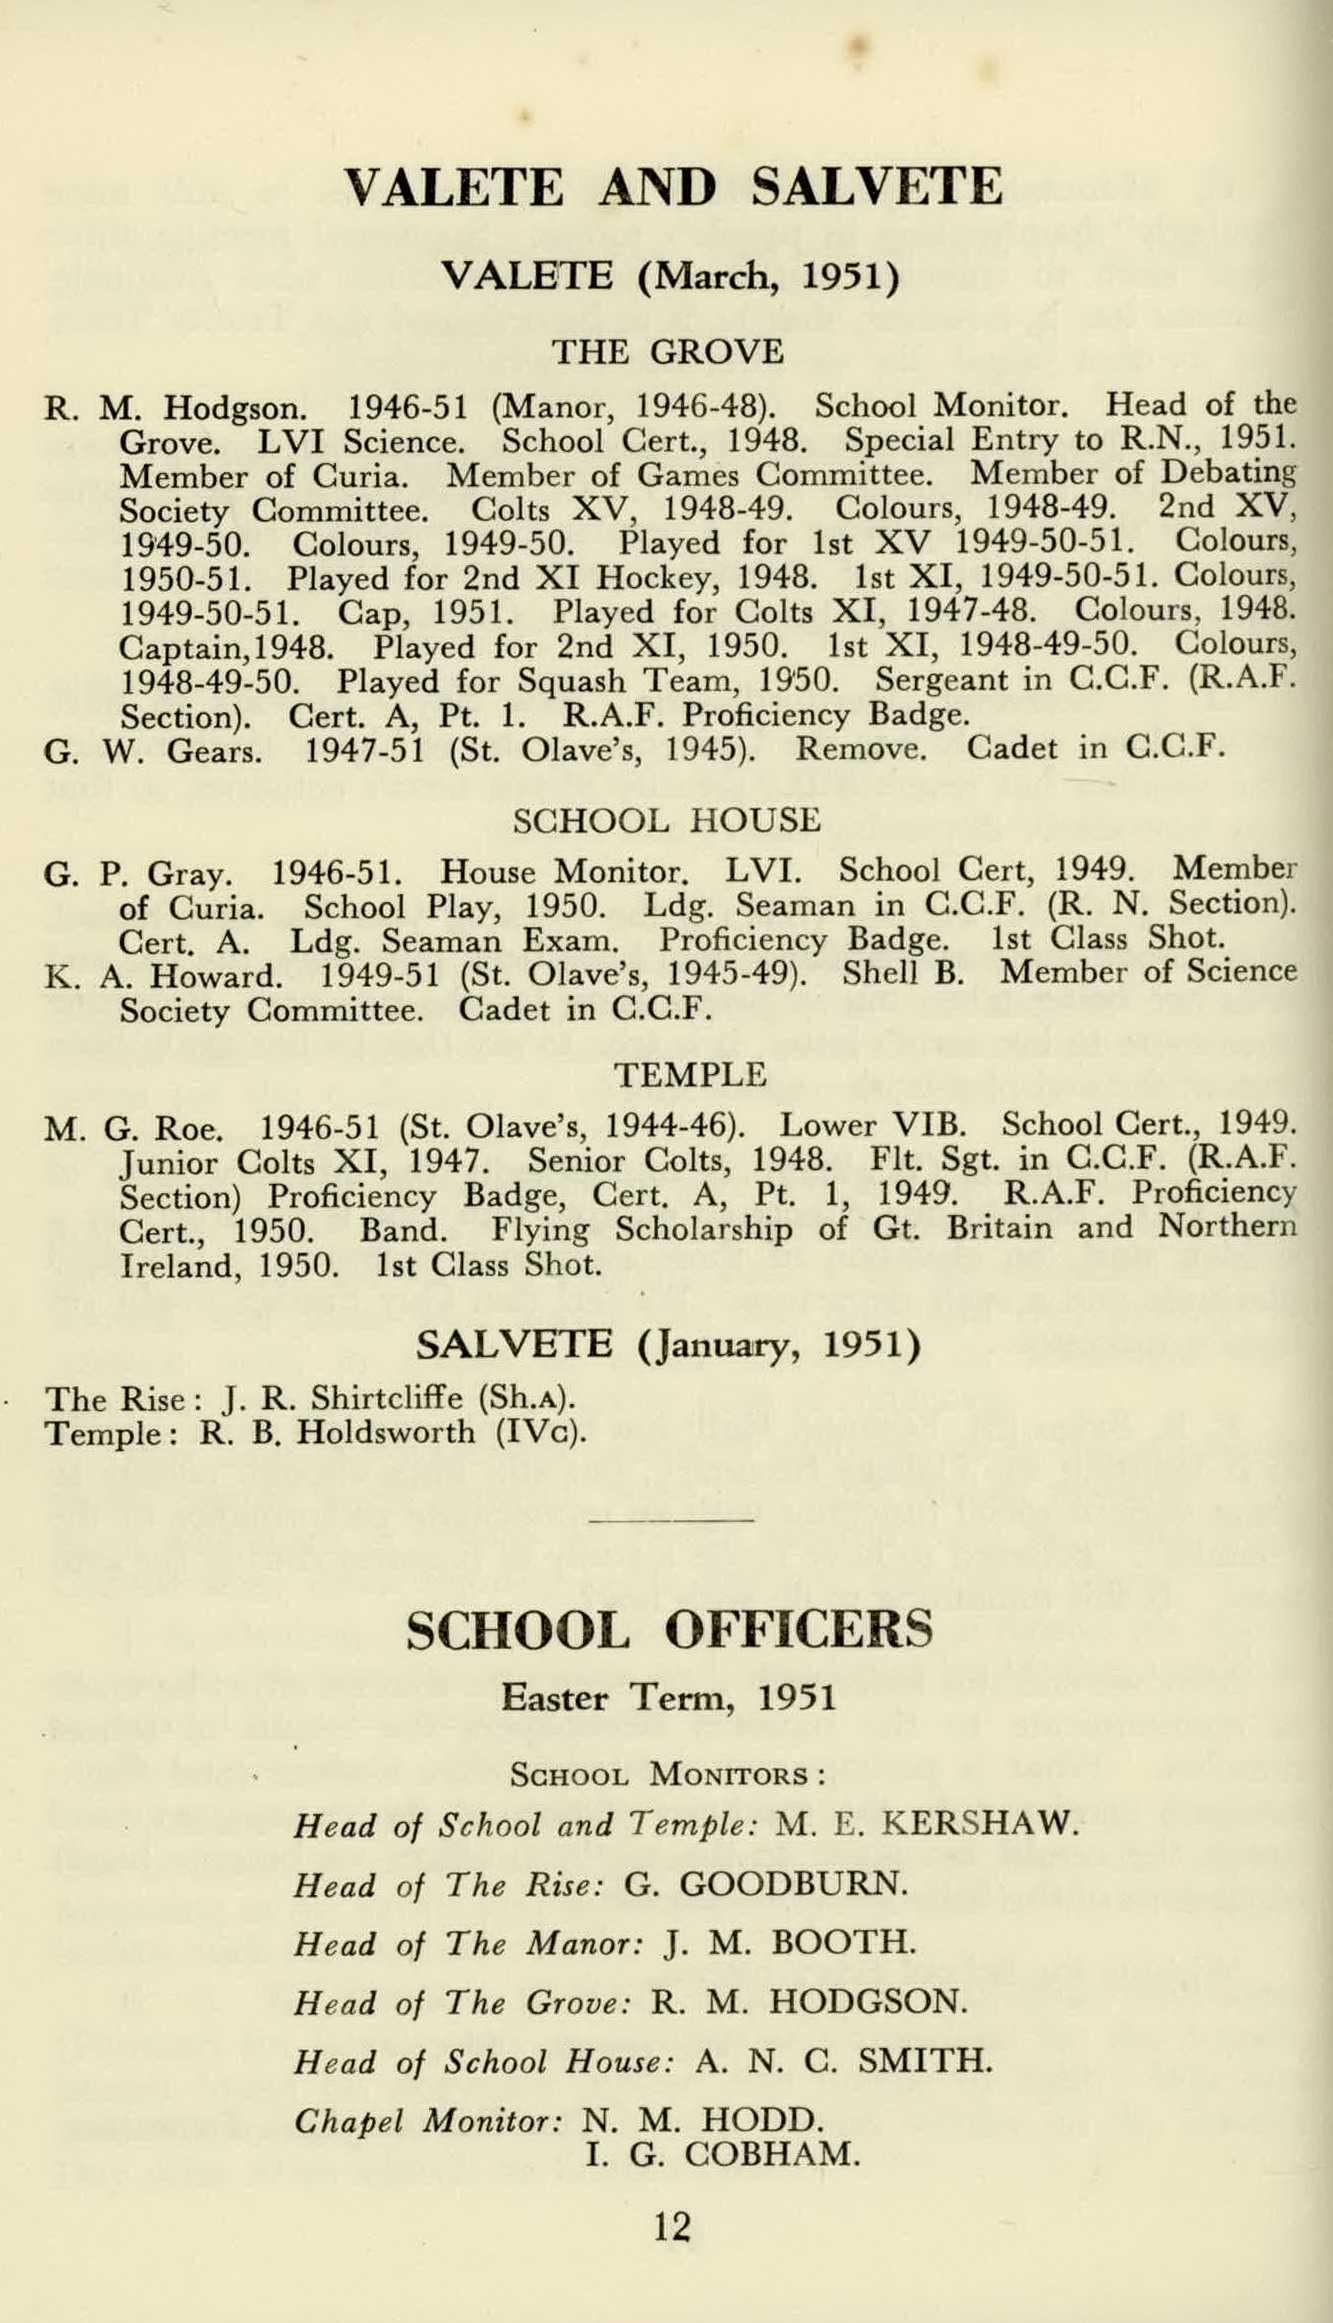 VALETE AND SALVETE
VALETE (March, 1951)
THE GROVE
R. M. Hodgson. 1946-51 (Manor, 1946-48). School Monitor. Head of the
Grove. LVI Science. School Cert., 1948. Special Entry to R.N., 1951.
Member of Curia. Member of Games Committee. Member of Debating
Society Committee. Colts XV, 1948-49. Colours, 1948-49. 2nd XV,
1949-50. Colours, 1949-50. Played for 1st XV 1949-50-51. Colours,
1950-51. Played for 2nd XI Hockey, 1948. 1st XI, 1949-50-51. Colours,
1949-50-51. Cap, 1951. Played for Colts XI, 1947-48. Colours, 1948.
Captain,1948. Played for 2nd XI, 1950. 1st XI, 1948-49-50. Colours,
1948-49-50. Played for Squash Team, 1950. Sergeant in C.C.F. (R.A.F.
Section). Cert. A, Pt. 1. R.A.F. Proficiency Badge.
G. W. Gears. 1947-51 (St. Olave's, 1945). Remove. Cadet in C.C.F.
SCHOOL HOUSE
G. P. Gray. 1946-51. House Monitor. LVI. School Cert, 1949. Member
of Curia. School Play, 1950. Ldg. Seaman in C.C.F. (R. N. Section).
Cert. A. Ldg. Seaman Exam. Proficiency Badge. 1st Class Shot.
K. A. Howard. 1949-51 (St. Olave's, 1945-49). Shell B. Member of Science
Society Committee. Cadet in C.C.F.
TEMPLE
M. G. Roe. 1946-51 (St. Olave's, 1944-46). Lower VIB. School Cert., 1949.
Junior Colts XI, 1947. Senior Colts, 1948. Flt. Sgt. in C.C.F. (R.A.F.
Section) Proficiency Badge, Cert. A, Pt. 1, 1949. R.A.F. Proficiency
Cert., 1950. Band. Flying Scholarship of Gt. Britain and Northern
Ireland, 1950. 1st Class Shot.
SALVETE (January, 1951)
The Rise: J. R. Shirtcliffe (Sh.A).
Temple: R. B. Holdsworth (IVC).
SCHOOL OFFICERS
Easter Term, 1951
SCHOOL MONITORS:
Head of School and Temple: M. E. KERSHAW.
Head of The Rise: G. GOODBURN.
Head of The Manor: J. M. BOOTH.
Head of The Grove: R. M. HODGSON.
Head of School House: A. N. C. SMITH.
Chapel Monitor: N. M. HODD.
I. G. COBHAM.
12